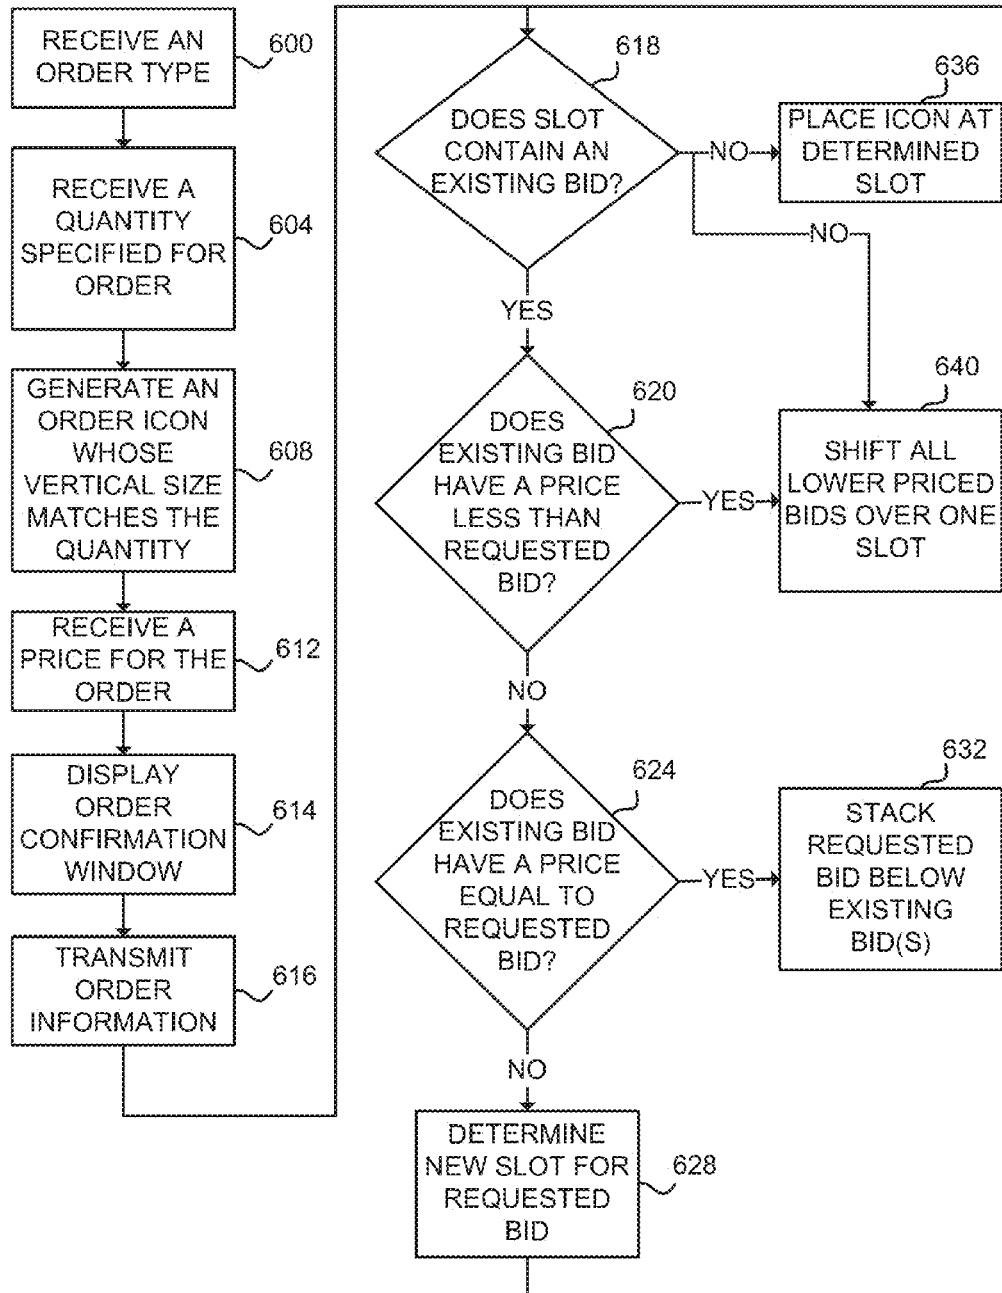 RECEIVE AN
ORDER TYPE
600
RECEIVE A
QUANTITY
SPECIFIED FOR
ORDER
604
GENERATE AN
ORDER ICON
WHOSE
VERTICAL SIZE
MATCHES THE
QUANTITY
608
RECEIVE A
PRICE FOR THE
ORDER
612
DISPLAY
ORDER
CONFIRMATION
WINDOW
614
TRANSMIT
ORDER
INFORMATION
616
DOES SLOT
CONTAIN AN
EXISTING BID?
618
NO
PLACE ICON AT
DETERMINED
SLOT
636
NO
YES
DOES
EXISTING BID
HAVE A PRICE
LESS THAN
REQUESTED
BID?
620
YES
SHIFT ALL
LOWER PRICED
BIDS OVER ONE
SLOT
640
NO
DOES
EXISTING BID
HAVE A PRICE
EQUAL TO
REQUESTED
BID?
624
YES
STACK
REQUESTED
BID BELOW
EXISTING
BID(S)
632
NO
DETERMINE
NEW SLOT FOR
REQUESTED
BID
628